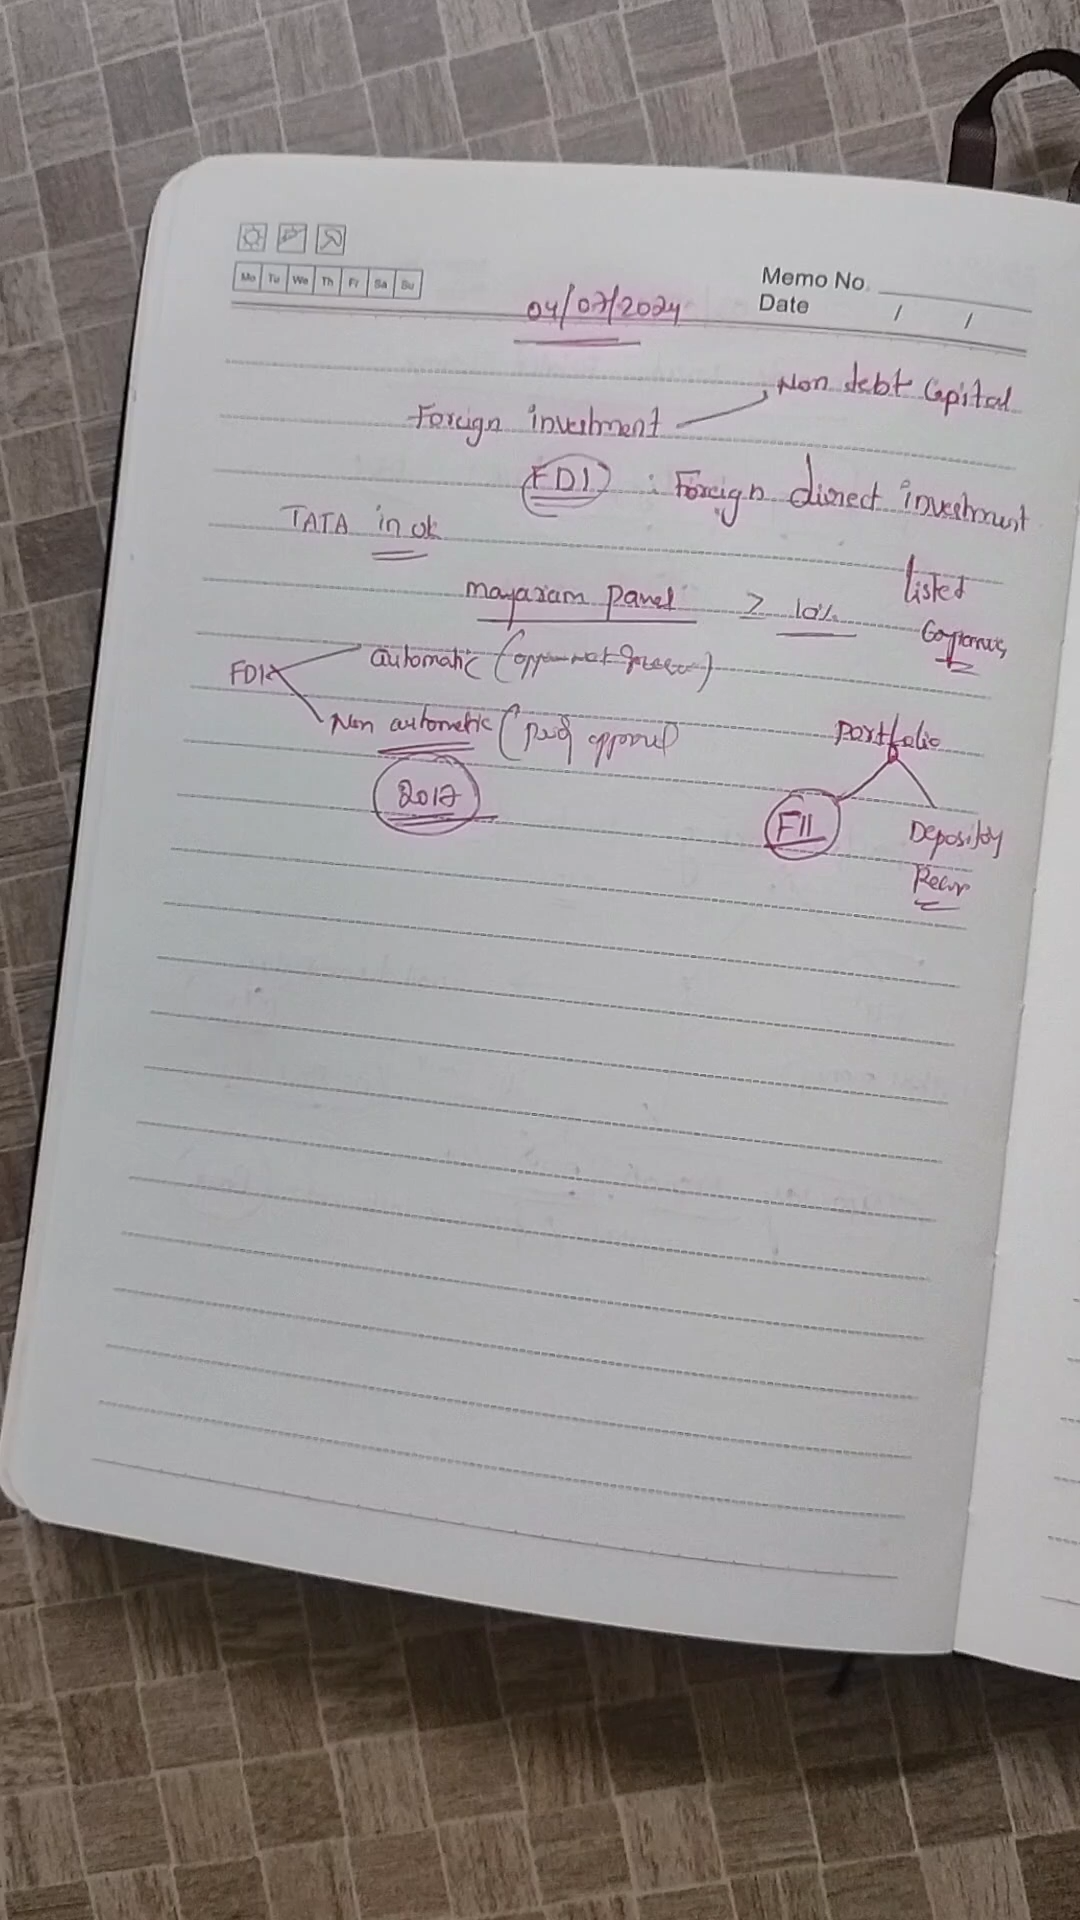 Mo Tu We Th Fr Sa Su
Memo No.
Date / /
04/07/2024
Foreign investment
Non debt Capital
FDI : Foreign direct investment
TATA in UK
mayaram panel ≥ 10%
listed
FDI
automatic (
Non automatic (
2017
Portfolio
FII
Depository